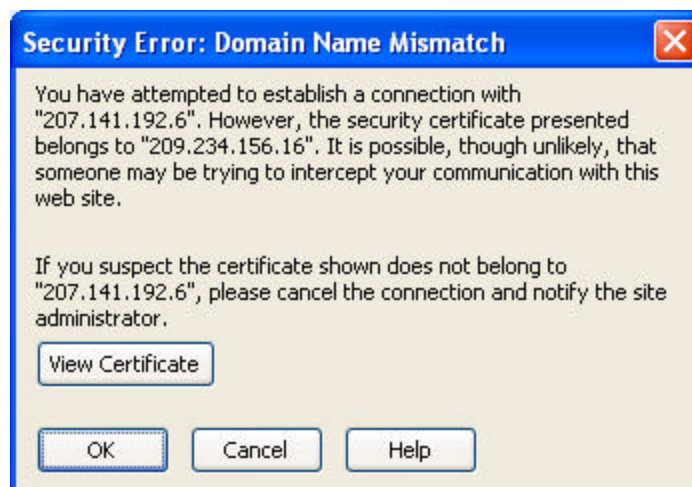 Security Error: Domain Name Mismatch
You have attempted to establish a connection with
"207.141.192.6". However, the security certificate presented
belongs to "209.234.156.16". It is possible, though unlikely, that
someone may be trying to intercept your communication with this
web site.
If you suspect the certificate shown does not belong to
"207.141.192.6", please cancel the connection and notify the site
administrator.
View Certificate
OK Cancel Help